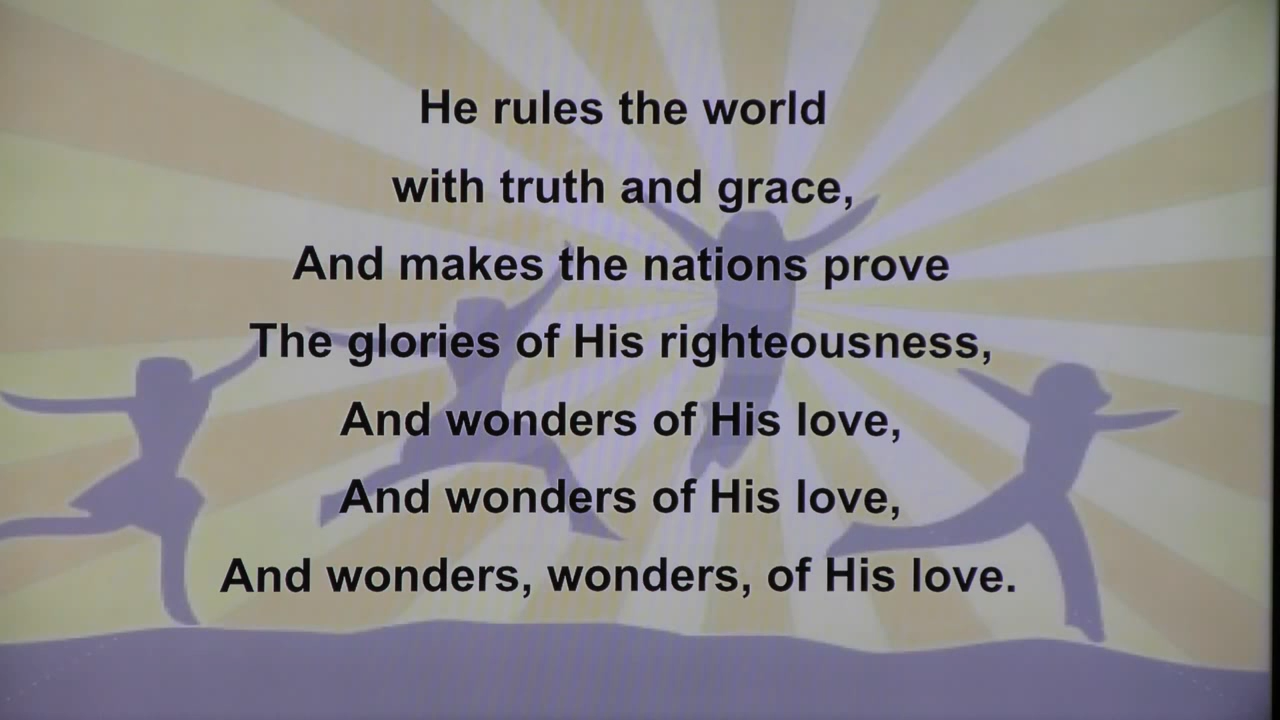 He rules the world
with truth and grace,
And makes the nations prove
The glories of His righteousness,
And wonders of His love,
And wonders of His love,
And wonders, wonders, of His love.